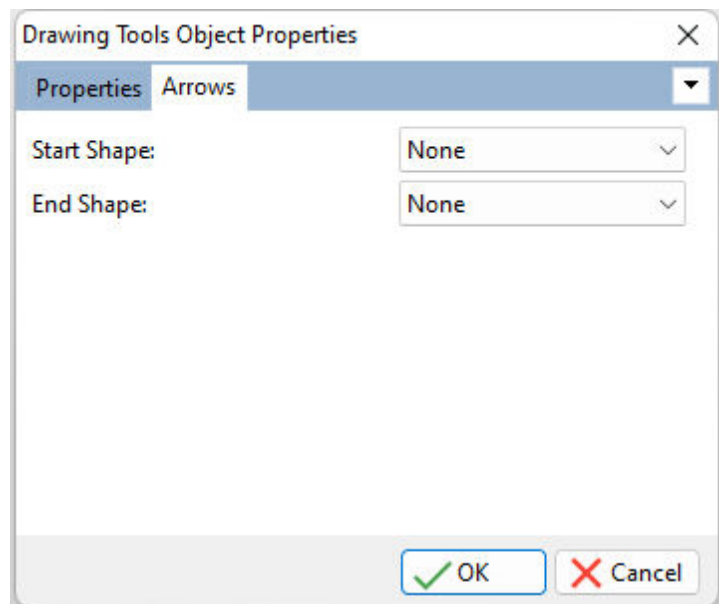 Drawing Tools Object Properties
Properties Arrows
Start Shape: None
End Shape: None
OK Cancel